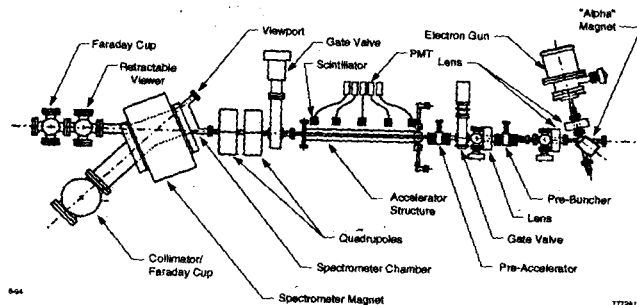 "Alpha"
Magnet
Electron Gun
Viewport
Gate Valve
PMT
Lens
Faraday Cup
Retractable
Viewer
Scintillator
Accelerator
Structure
Pre-Buncher
Lens
Gate Valve
Pre-Accelerator
Quadrupoles
Spectrometer Chamber
Collimator/
Faraday Cup
Spectrometer Magnet